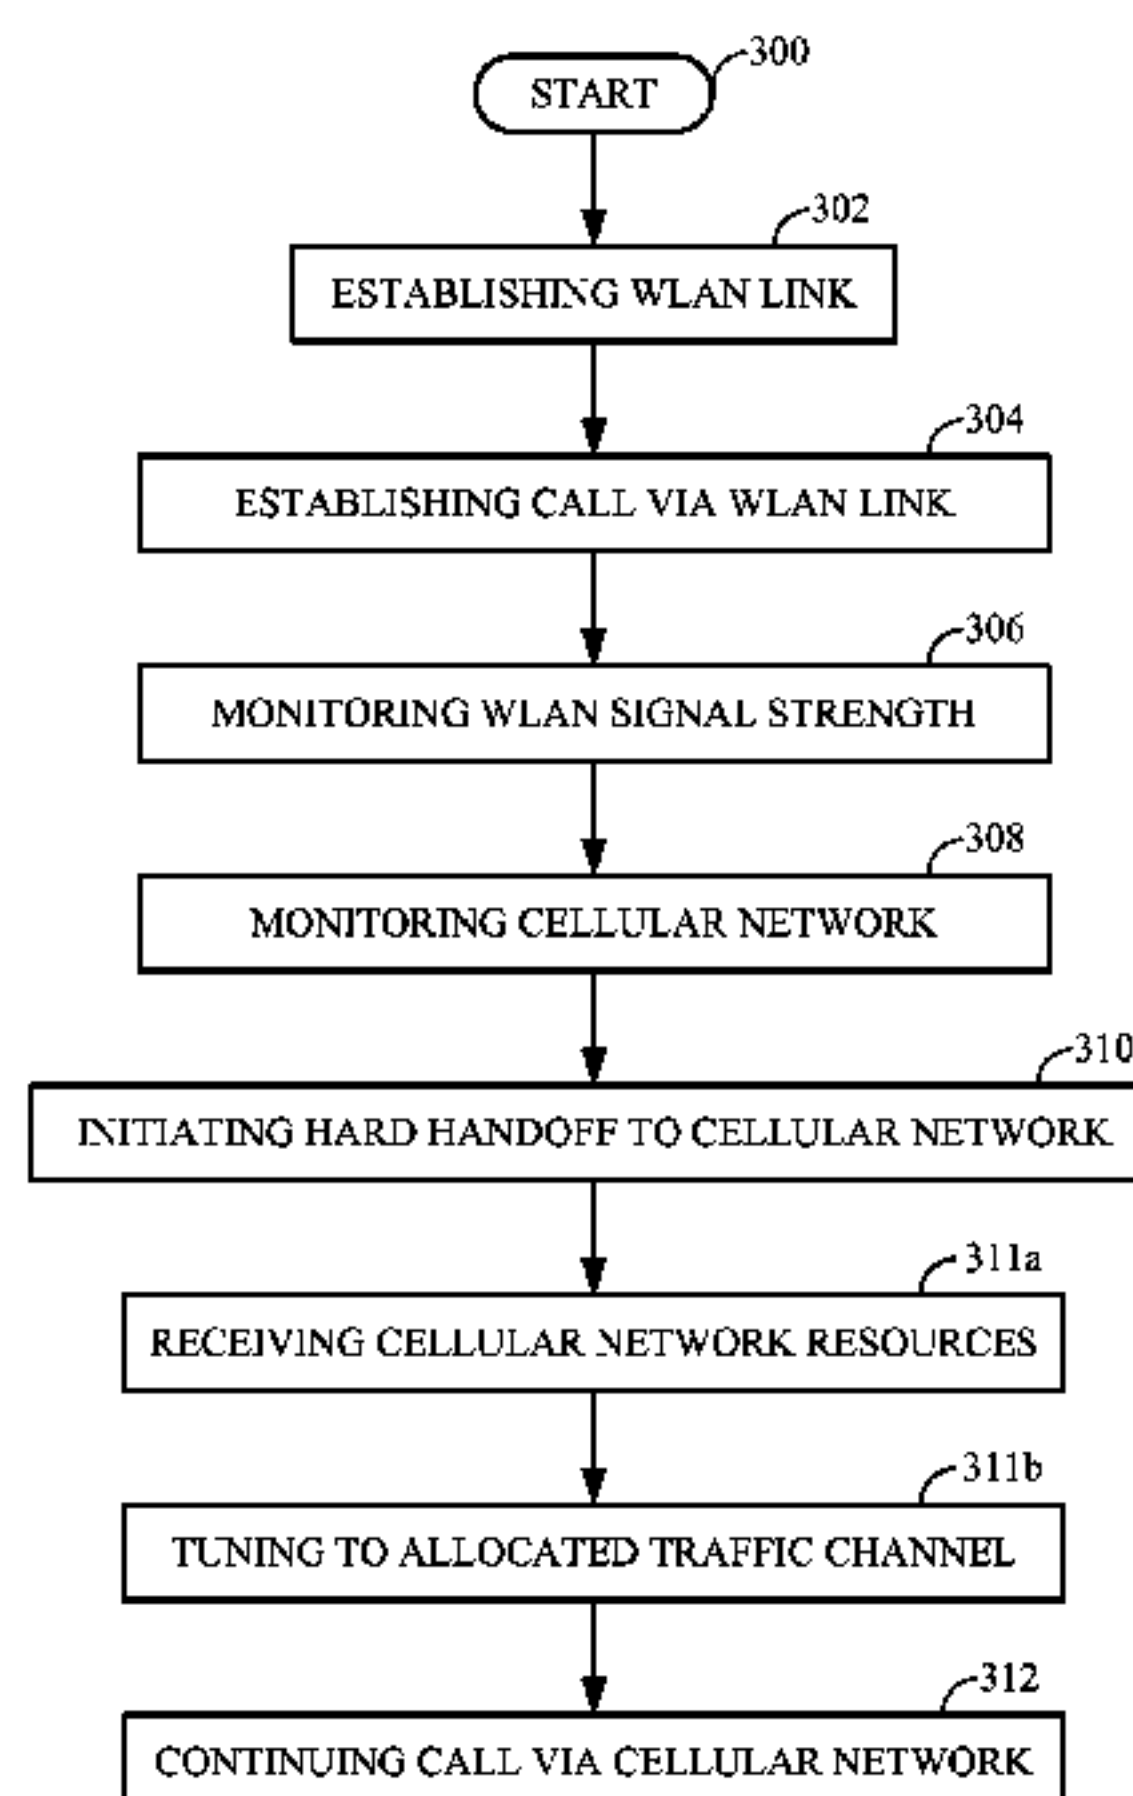 300
START
302
ESTABLISHING WLAN LINK
304
ESTABLISHING CALL VIA WLAN LINK
306
MONITORING WLAN SIGNAL STRENGTH
308
MONITORING CELLULAR NETWORK
310
INITIATING HARD HANDOFF TO CELLULAR NETWORK
311a
RECEIVING CELLULAR NETWORK RESOURCES
311b
TUNING TO ALLOCATED TRAFFIC CHANNEL
312
CONTINUING CALL VIA CELLULAR NETWORK